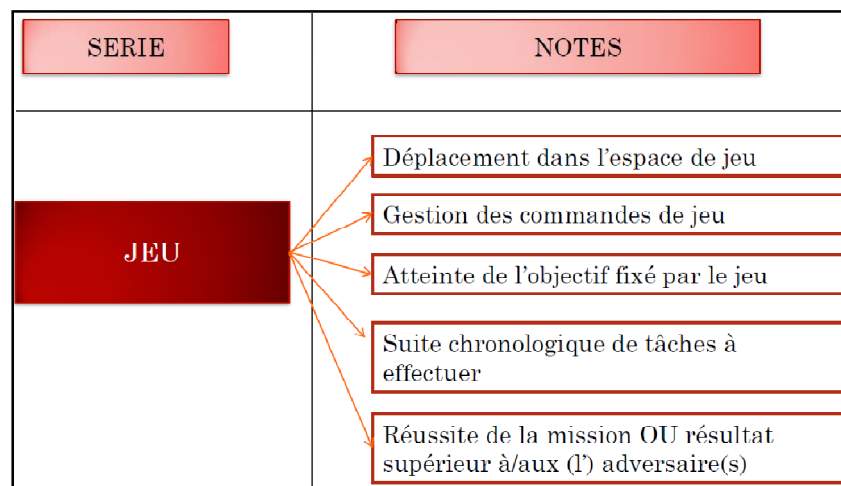 SERIE
NOTES
JEU
Déplacement dans l'espace de jeu
Gestion des commandes de jeu
Atteinte de l'objectif fixé par le jeu
Suite chronologique de tâches à
effectuer
Réussite de la mission OU résultat
supérieur à/aux (l') adversaire(s)